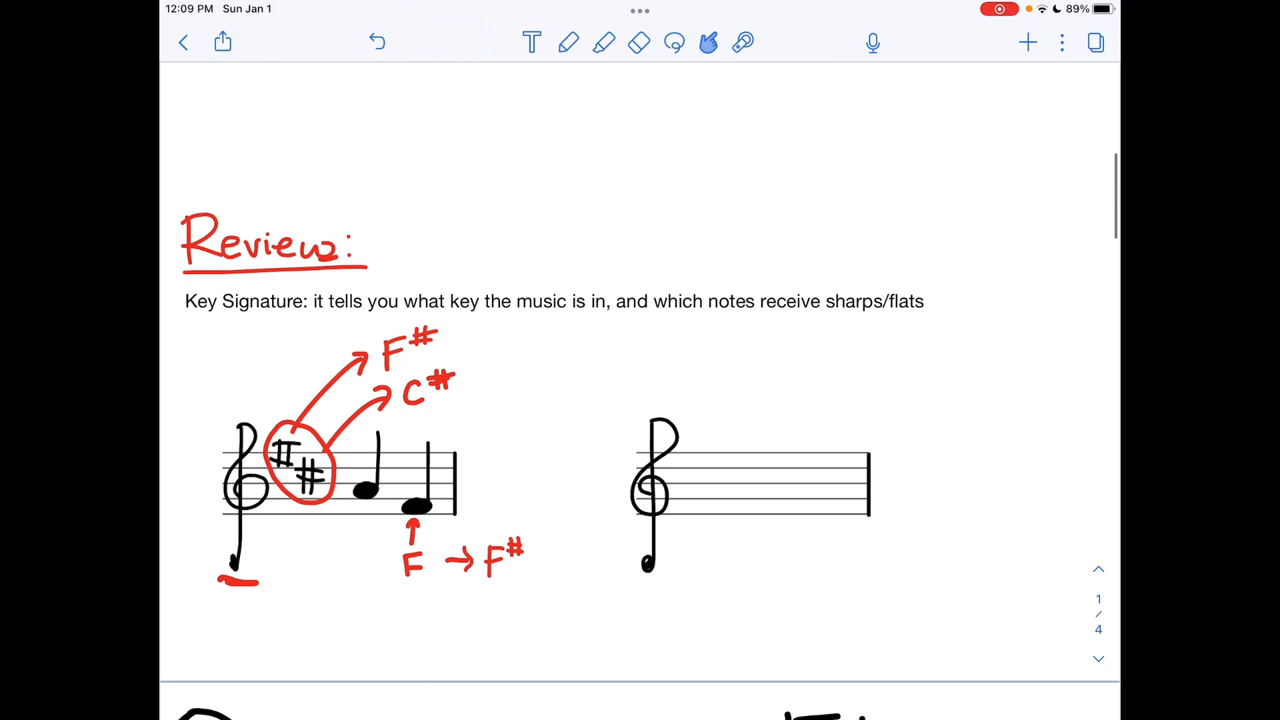 12:09 PM Sun Jan 1
89%
T
Review:
Key Signature: it tells you what key the music is in, and which notes receive sharps/flats
F#
C#
# #
F → F#
1
/
4